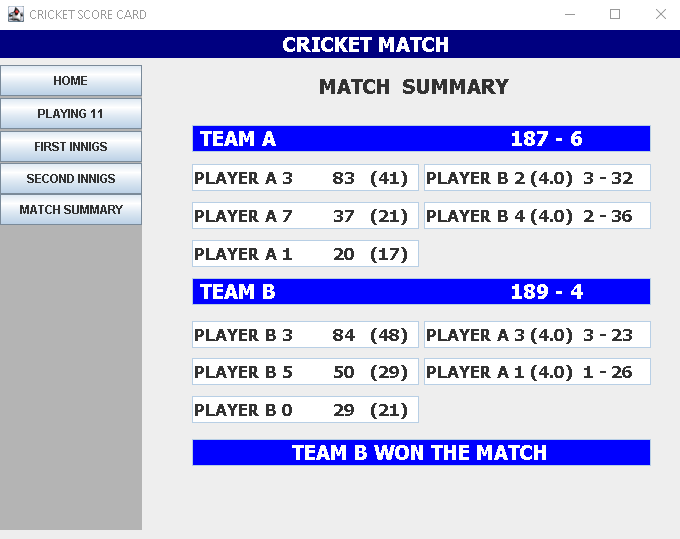 CRICKET SCORE CARD
CRICKET MATCH
HOME
PLAYING 11
FIRST INNIGS
SECOND INNIGS
MATCH SUMMARY
MATCH SUMMARY
TEAM A 187 - 6
PLAYER A 3 83 (41) PLAYER B 2 (4.0) 3 - 32
PLAYER A 7 37 (21) PLAYER B 4 (4.0) 2 - 36
PLAYER A 1 20 (17)
TEAM B 189 - 4
PLAYER B 3 84 (48) PLAYER A 3 (4.0) 3 - 23
PLAYER B 5 50 (29) PLAYER A 1 (4.0) 1 - 26
PLAYER B 0 29 (21)
TEAM B WON THE MATCH